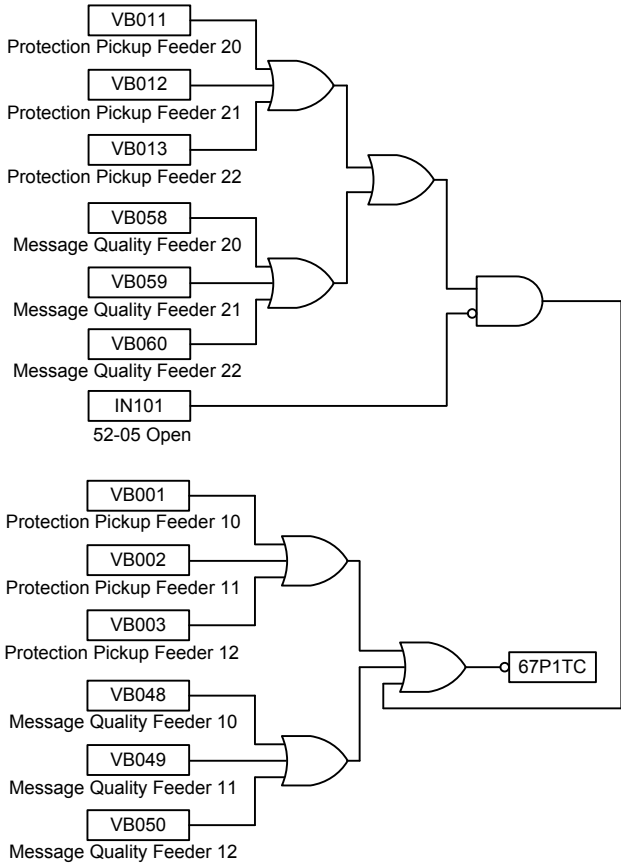 VB011
Protection Pickup Feeder 20
VB012
Protection Pickup Feeder 21
VB013
Protection Pickup Feeder 22
VB058
Message Quality Feeder 20
VB059
Message Quality Feeder 21
VB060
Message Quality Feeder 22
IN101
52-05 Open
VB001
Protection Pickup Feeder 10
VB002
Protection Pickup Feeder 11
VB003
Protection Pickup Feeder 12
67P1TC
VB048
Message Quality Feeder 10
VB049
Message Quality Feeder 11
VB050
Message Quality Feeder 12